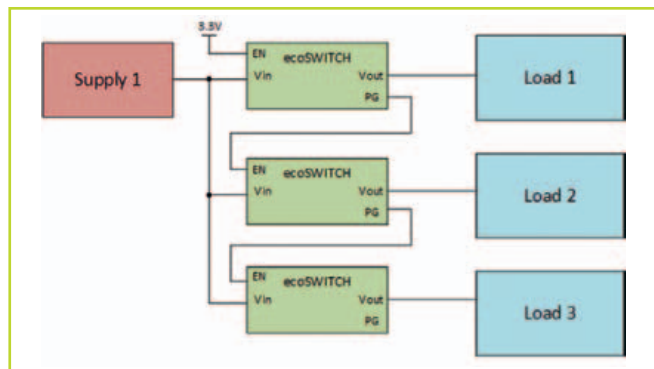 3.3V
Supply 1
EN
ecoSWITCH
Vin
Vout
PG
Load 1
EN
ecoSWITCH
Vin
Vout
PG
Load 2
EN
ecoSWITCH
Vin
Vout
PG
Load 3